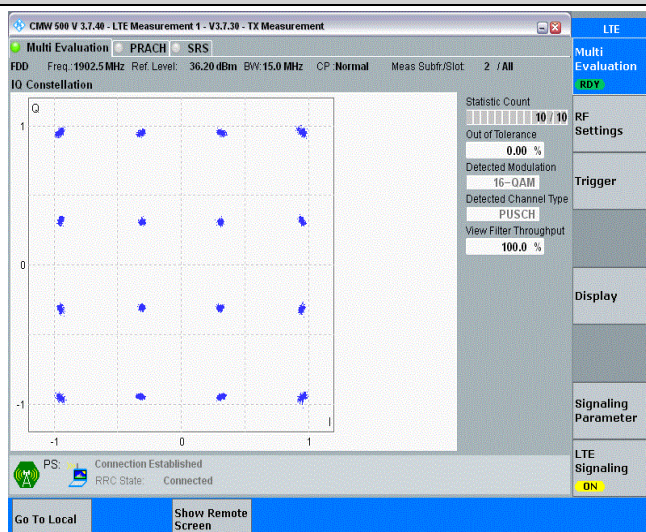 CMW 500 V 3.7.40 - LTE Measurement 1 - V3.7.30 - TX Measurement
LTE
Multi Evaluation PRACH SRS
FDD Freq.:1902.5 MHz Ref. Level: 36.20 dBm BW:15.0 MHz CP :Normal Meas Subfr./Slot: 2 / All
IQ Constellation
Q
1
0
-1
-1 0 1
I
Statistic Count
10 / 10
Out of Tolerance
0.00 %
Detected Modulation
16-QAM
Detected Channel Type
PUSCH
View Filter Throughput
100.0 %
Multi
Evaluation
RDY
RF
Settings
Trigger
Display
Signaling
Parameter
LTE
Signaling
ON
PS: Connection Established
RRC State: Connected
Go To Local
Show Remote
Screen